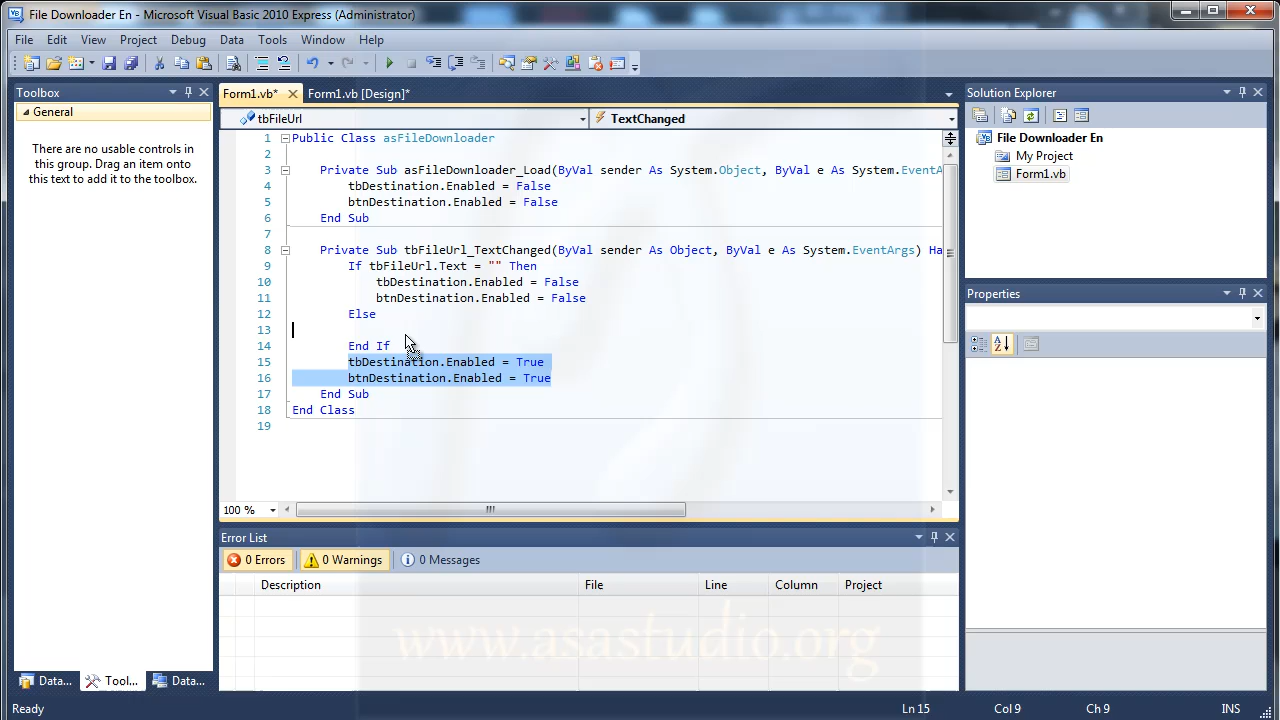 File Downloader En - Microsoft Visual Basic 2010 Express (Administrator)
File Edit View Project Debug Data Tools Window Help
Toolbox
General
There are no usable controls in
this group. Drag an item onto
this text to add it to the toolbox.
Data... Tool... Data...
Form1.vb* Form1.vb [Design]*
tbFileUrl TextChanged
1 Public Class asFileDownloader
2
3 Private Sub asFileDownloader_Load(ByVal sender As System.Object, ByVal e As System.EventA
4 tbDestination.Enabled = False
5 btnDestination.Enabled = False
6 End Sub
7
8 Private Sub tbFileUrl_TextChanged(ByVal sender As Object, ByVal e As System.EventArgs) Ha
9 If tbFileUrl.Text = "" Then
10 tbDestination.Enabled = False
11 btnDestination.Enabled = False
12 Else
13
14 End If
15 tbDestination.Enabled = True
16 btnDestination.Enabled = True
17 End Sub
18 End Class
19
100 %
Error List
0 Errors 0 Warnings 0 Messages
Description File Line Column Project
www.asastudio.org
Solution Explorer
File Downloader En
My Project
Form1.vb
Properties
Ready Ln 15 Col 9 Ch 9 INS